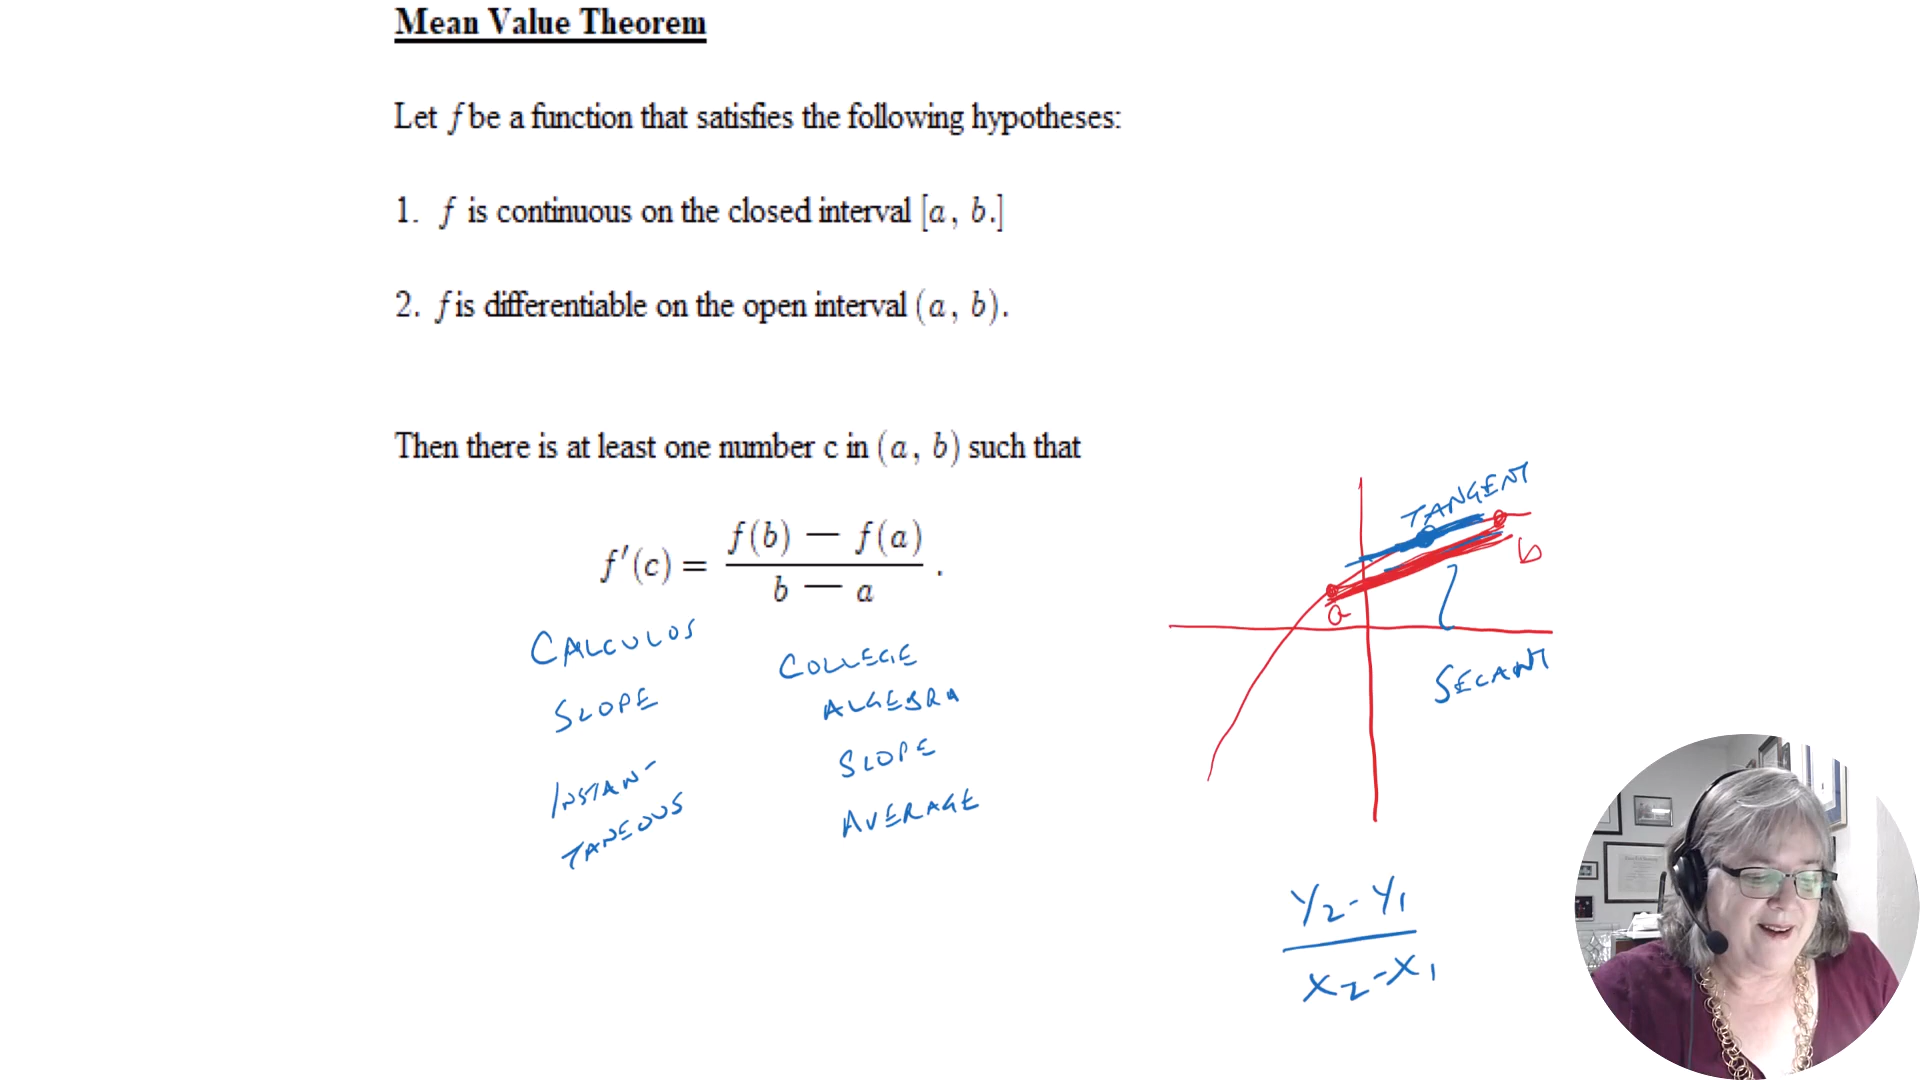 Mean Value Theorem
Let f be a function that satisfies the following hypotheses:
1. f is continuous on the closed interval [a, b.]
2. f is differentiable on the open interval (a, b).
Then there is at least one number c in (a, b) such that
f'(c) = f(b) — f(a) / b — a .
CALCULUS
SLOPE
INSTAN-
TANEOUS
COLLEGE
ALGEBRA
SLOPE
AVERAGE
TANGENT
a
b
SECANT
y2 - y1
x2 - x1